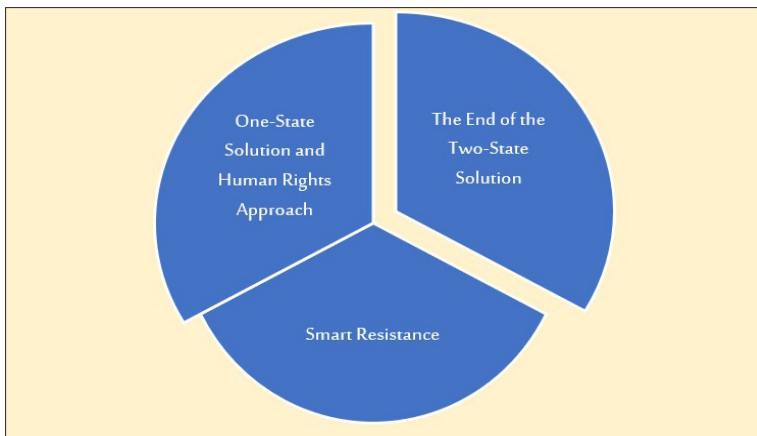 One-State
Solution and
Human Rights
Approach
The End of the
Two-State
Solution
Smart Resistance